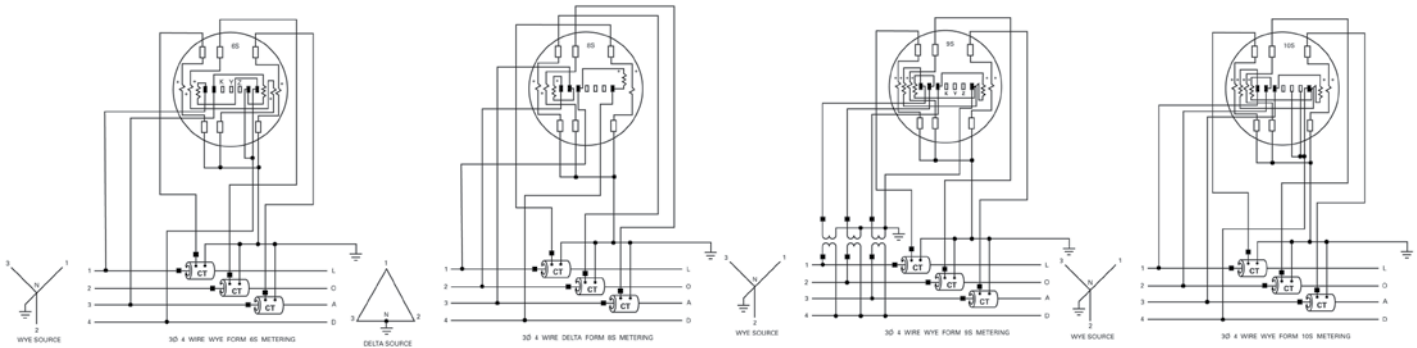 6S
K Y Z
CT
CT
CT
3
1
N
2
WYE SOURCE
1
2
3
4
L
O
A
D
3Ø 4 WIRE WYE FORM 6S METERING
8S
CT
CT
CT
1
N
3
2
DELTA SOURCE
1
2
3
4
L
O
A
D
3Ø 4 WIRE DELTA FORM 8S METERING
9S
K Y Z
CT
CT
CT
3
1
N
2
WYE SOURCE
1
2
3
4
L
O
A
D
3Ø 4 WIRE WYE FORM 9S METERING
10S
CT
CT
CT
3
1
N
2
WYE SOURCE
1
2
3
4
L
O
A
D
3Ø 4 WIRE WYE FORM 10S METERING